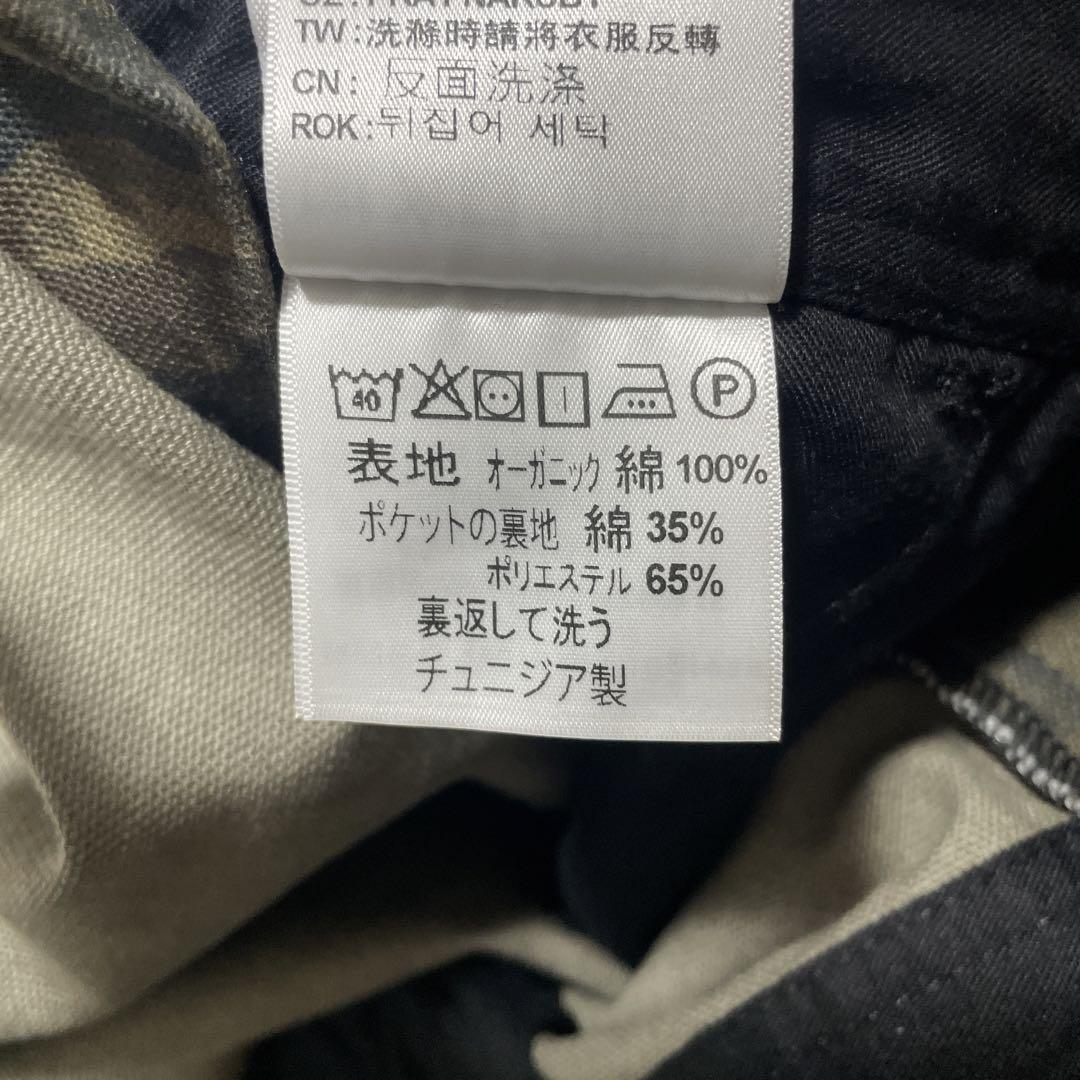 TW:洗滌時請將衣服反轉
CN: 反面洗涤
ROK:뒤집어 세탁
40 P
表地 オーガニック 綿 100%
ポケットの裏地 綿 35%
ポリエステル 65%
裏返して洗う
チュニジア製